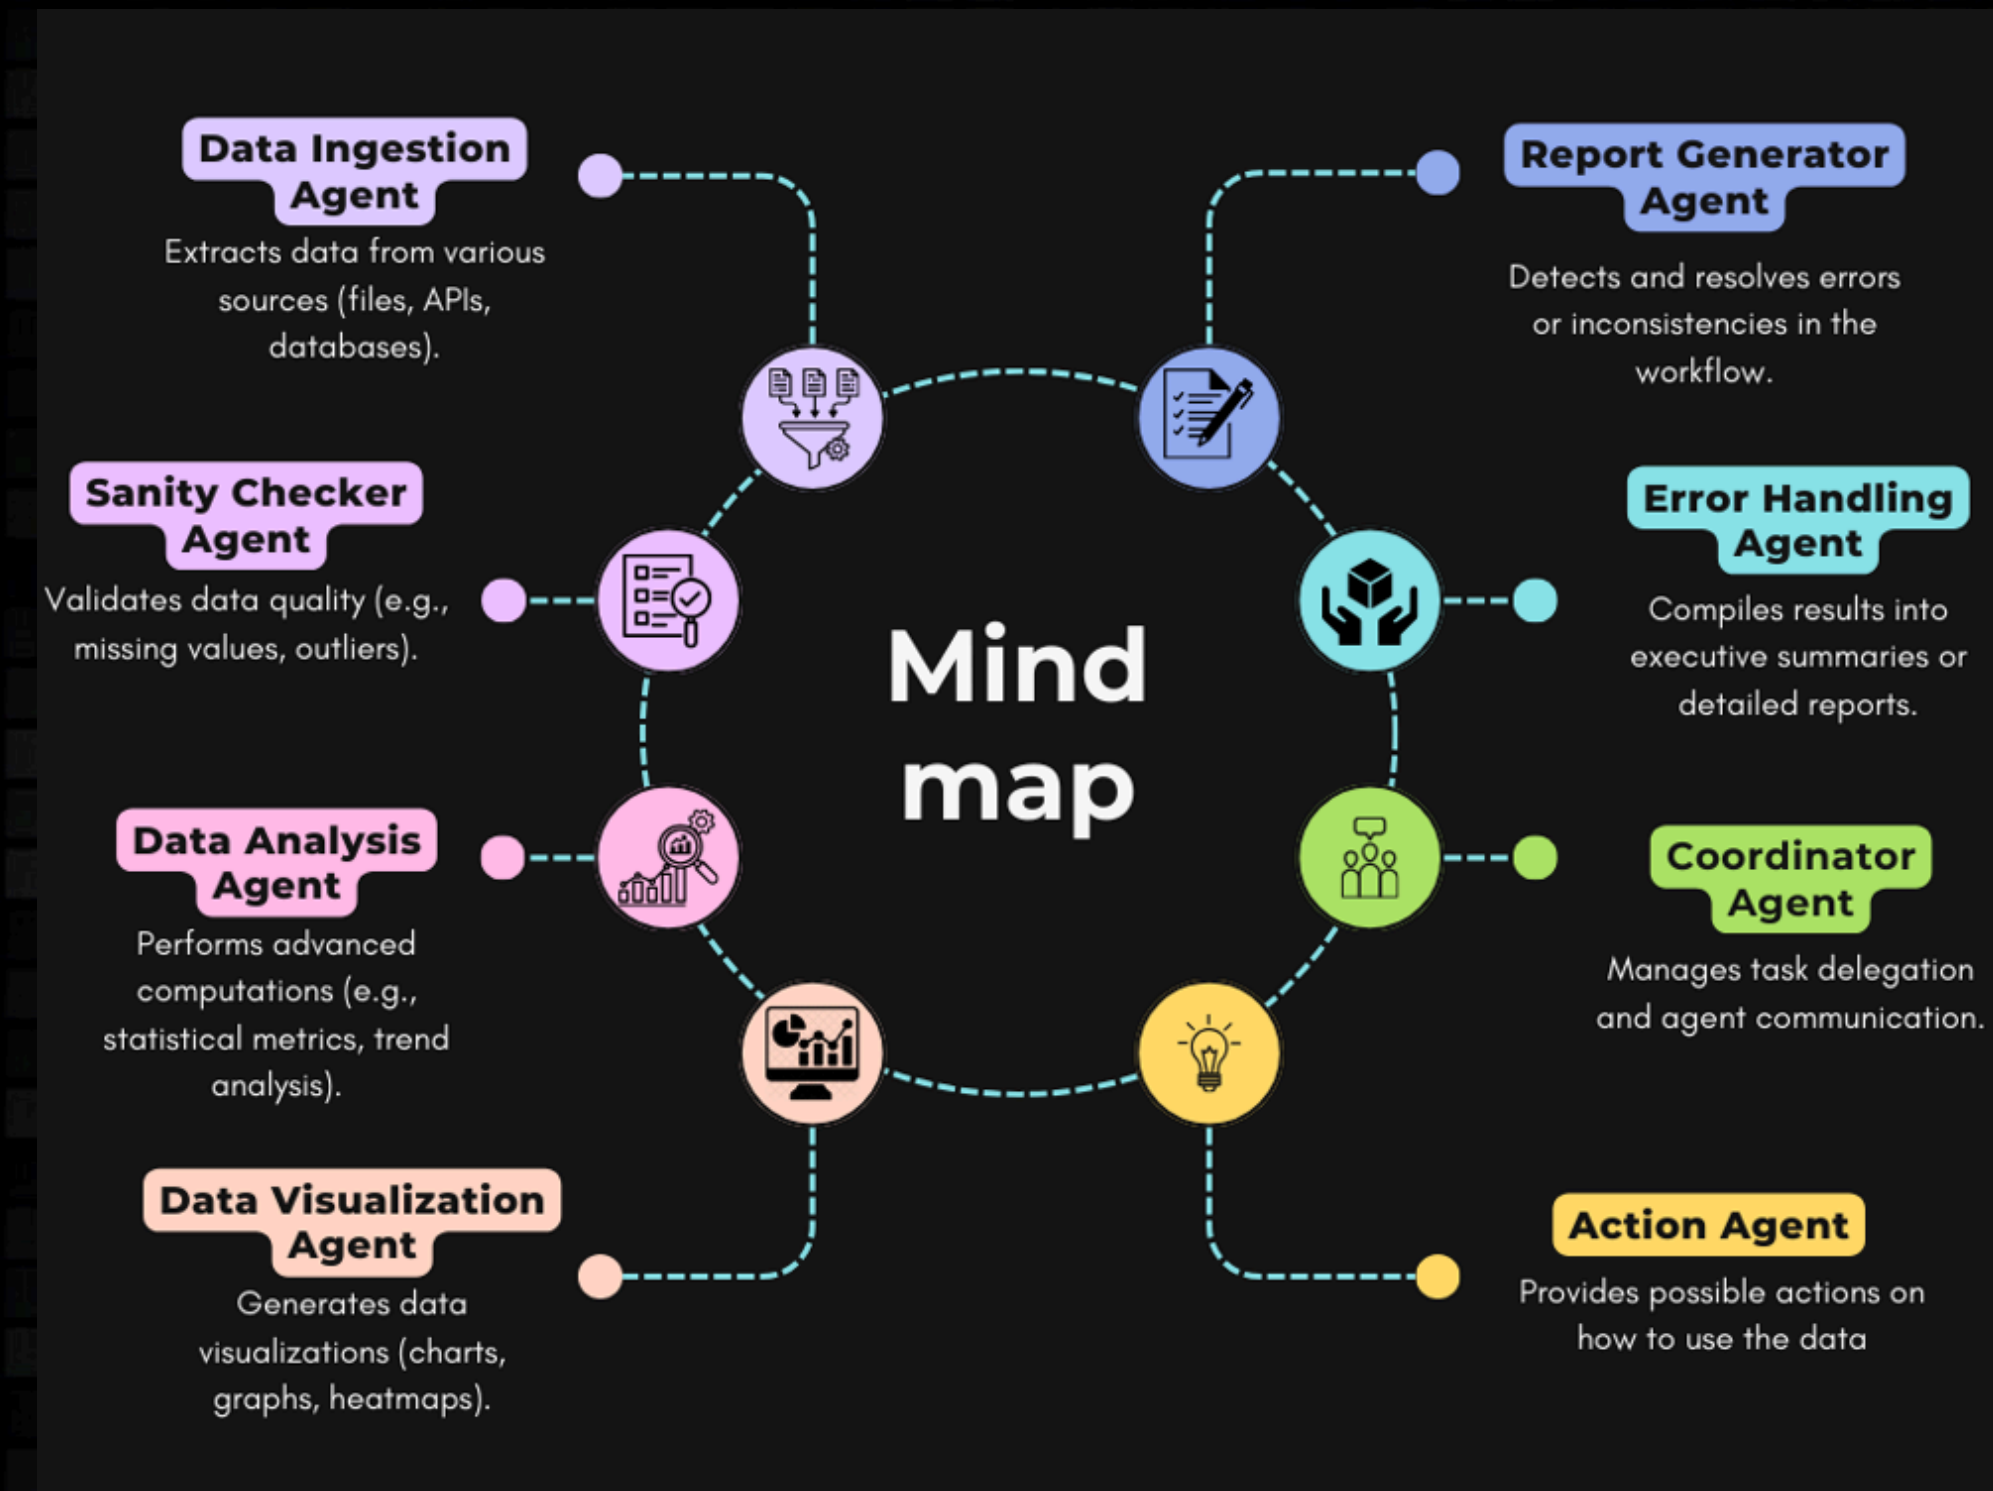 Data Ingestion
Agent
Extracts data from various
sources (files, APIs,
databases).
Sanity Checker
Agent
Validates data quality (e.g.,
missing values, outliers).
Data Analysis
Agent
Performs advanced
computations (e.g.,
statistical metrics, trend
analysis).
Data Visualization
Agent
Generates data
visualizations (charts,
graphs, heatmaps).
Mind
map
Report Generator
Agent
Detects and resolves errors
or inconsistencies in the
workflow.
Error Handling
Agent
Compiles results into
executive summaries or
detailed reports.
Coordinator
Agent
Manages task delegation
and agent communication.
Action Agent
Provides possible actions on
how to use the data